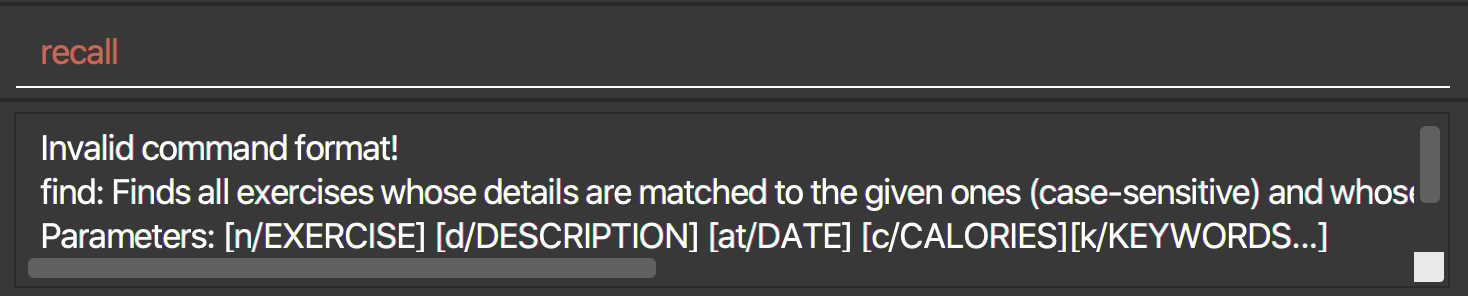 recall
Invalid command format!
find: Finds all exercises whose details are matched to the given ones (case-sensitive) and whose
Parameters: [n/EXERCISE] [d/DESCRIPTION] [at/DATE] [c/CALORIES][k/KEYWORDS...]